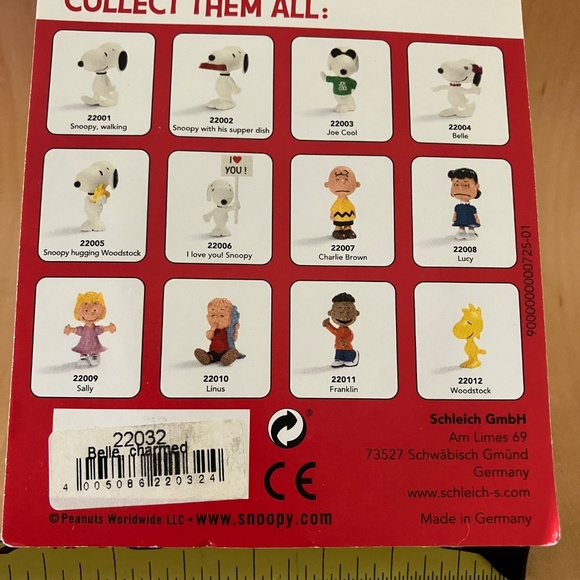 COLLECT THEM ALL:
22001
Snoopy, walking
22002
Snoopy with his supper dish
22003
Joe Cool
22004
Belle
22005
Snoopy hugging Woodstock
I ♥
YOU!
22006
I love you! Snoopy
22007
Charlie Brown
22008
Lucy
22009
Sally
22010
Linus
22011
Franklin
22012
Woodstock
9000000000725-01
22032
Belle, charmed
4 005086 220324
®
CE
Schleich GmbH
Am Limes 69
73527 Schwäbisch Gmünd
Germany
www.schleich-s.com
©Peanuts Worldwide LLC • www.snoopy.com
Made in Germany